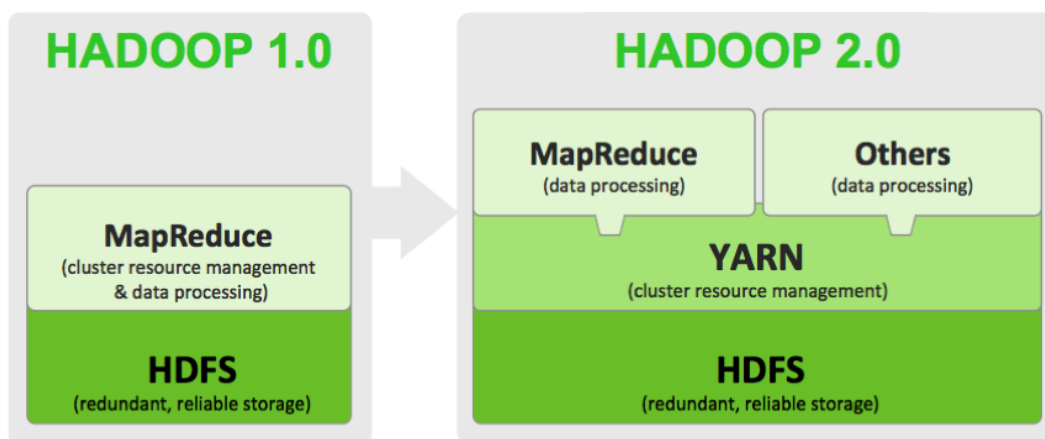 HADOOP 1.0
MapReduce
(cluster resource management
& data processing)
HDFS
(redundant, reliable storage)
HADOOP 2.0
MapReduce
(data processing)
Others
(data processing)
YARN
(cluster resource management)
HDFS
(redundant, reliable storage)